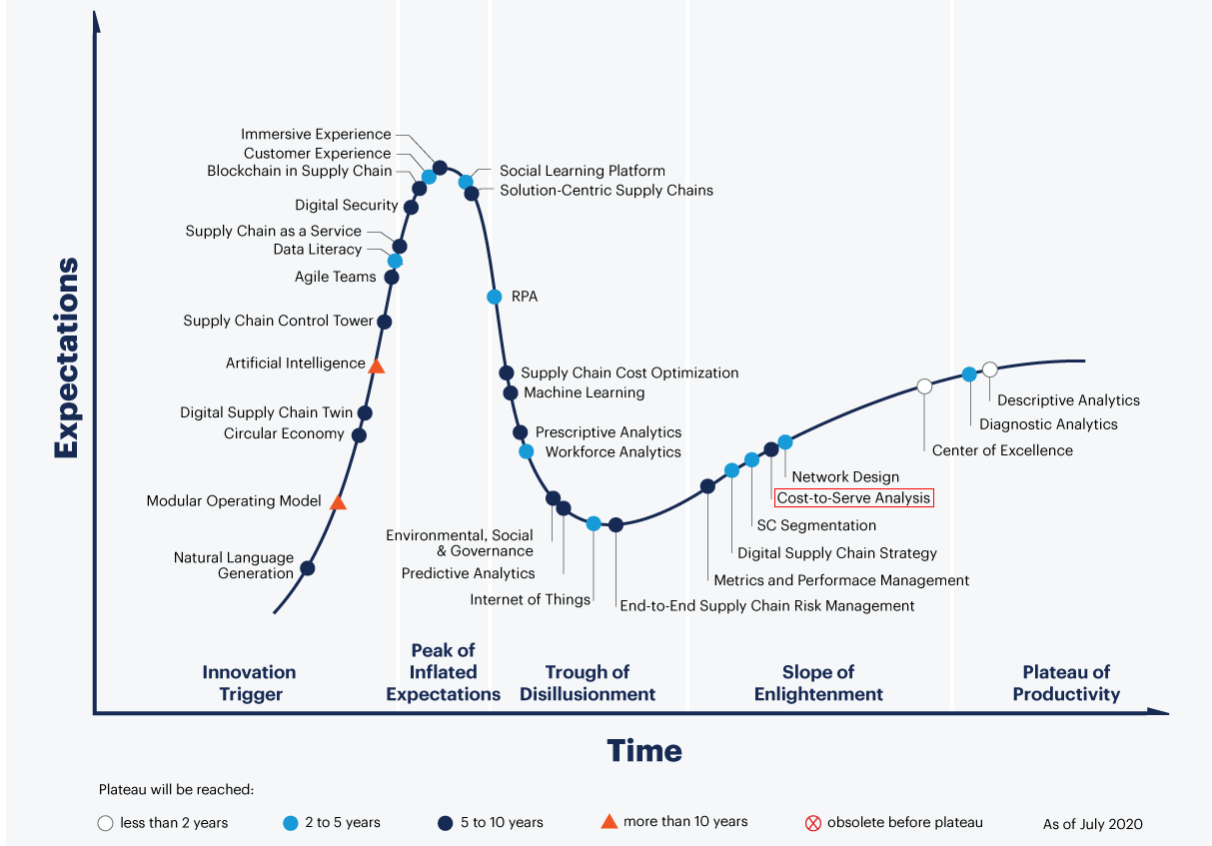 Expectations
Immersive Experience
Customer Experience
Blockchain in Supply Chain
Digital Security
Supply Chain as a Service
Data Literacy
Agile Teams
Supply Chain Control Tower
Artificial Intelligence
Digital Supply Chain Twin
Circular Economy
Modular Operating Model
Natural Language
Generation
Social Learning Platform
Solution-Centric Supply Chains
RPA
Supply Chain Cost Optimization
Machine Learning
Prescriptive Analytics
Workforce Analytics
Environmental, Social
& Governance
Predictive Analytics
Internet of Things
End-to-End Supply Chain Risk Management
Metrics and Performace Management
Digital Supply Chain Strategy
SC Segmentation
Cost-to-Serve Analysis
Network Design
Center of Excellence
Diagnostic Analytics
Descriptive Analytics
Innovation
Trigger
Peak of
Inflated
Expectations
Trough of
Disillusionment
Slope of
Enlightenment
Plateau of
Productivity
Time
Plateau will be reached:
less than 2 years
2 to 5 years
5 to 10 years
more than 10 years
obsolete before plateau
As of July 2020